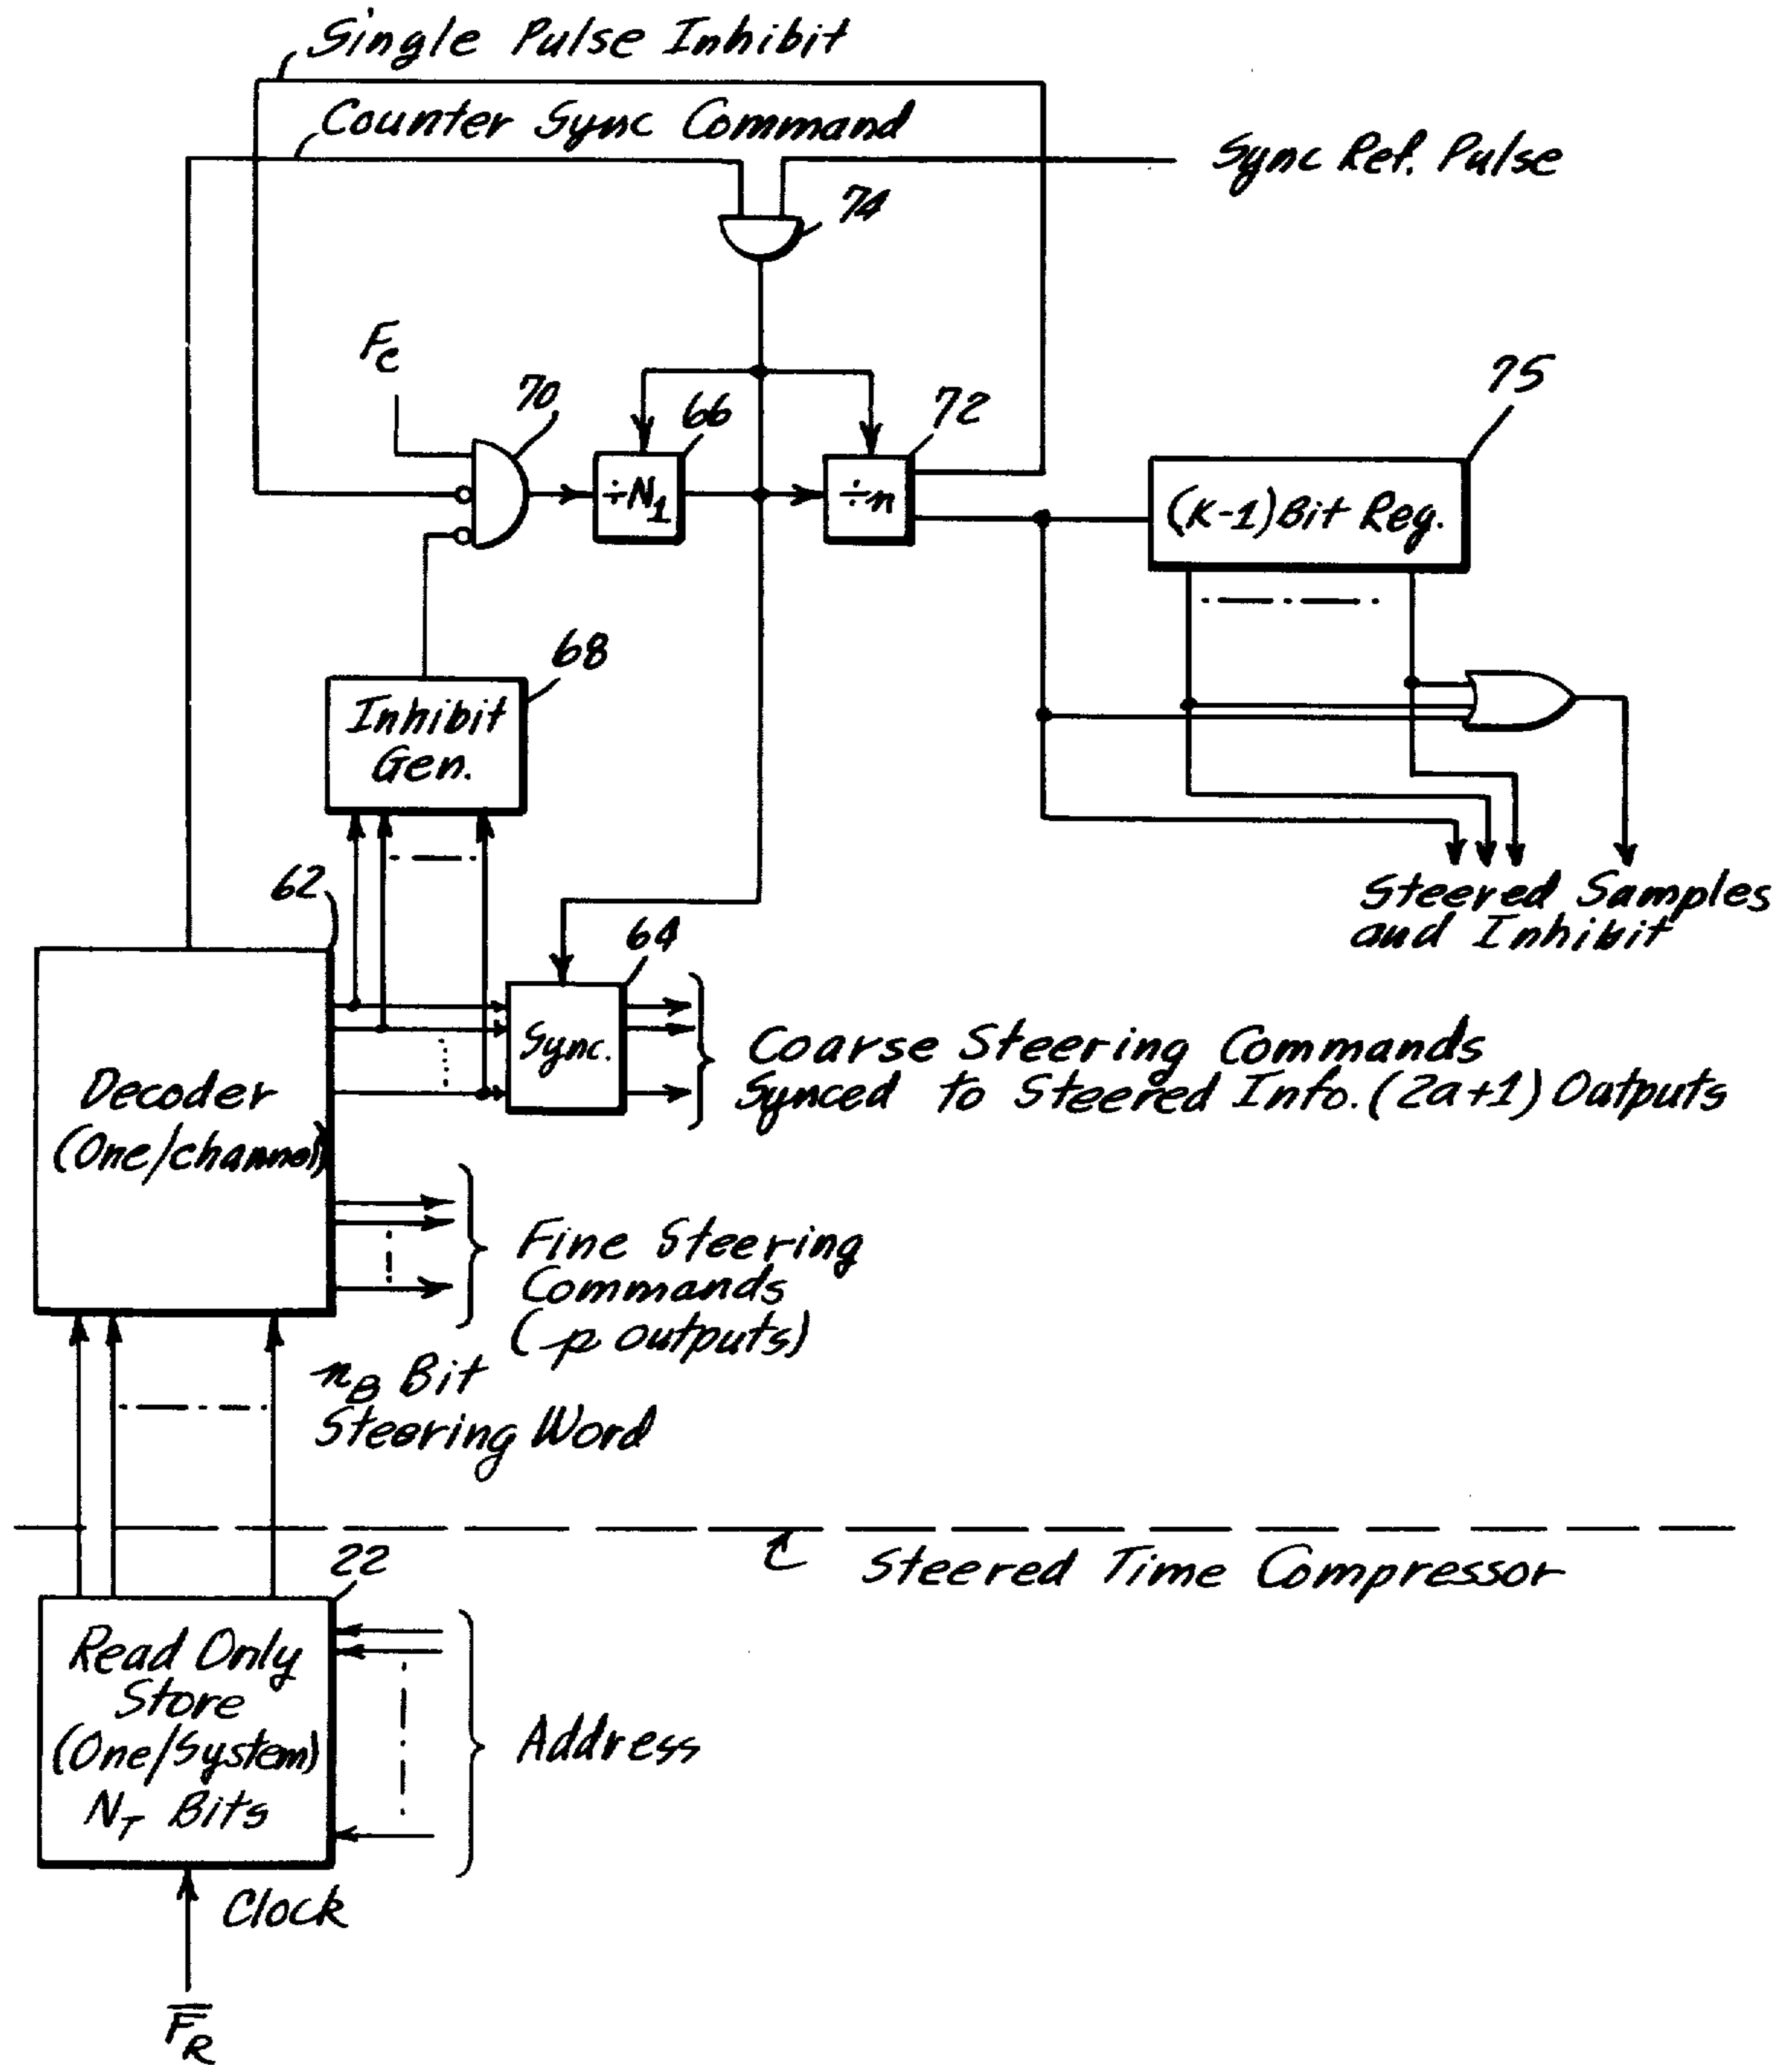 Single Pulse Inhibit
Counter Sync Command
Sync Ref. Pulse
74
Fc
70
66
72
75
÷N1
÷n
(K-1)Bit Reg.
68
Inhibit
Gen.
62
64
Steered Samples
and Inhibit
Sync.
Coarse Steering Commands
Synced to Steered Info. (2a+1) Outputs
Decoder
(One/channel)
Fine Steering
Commands
(p outputs)
nB Bit
Steering Word
Steered Time Compressor
22
Read Only
Store
(One/System)
NT Bits
Address
Clock
F̅R